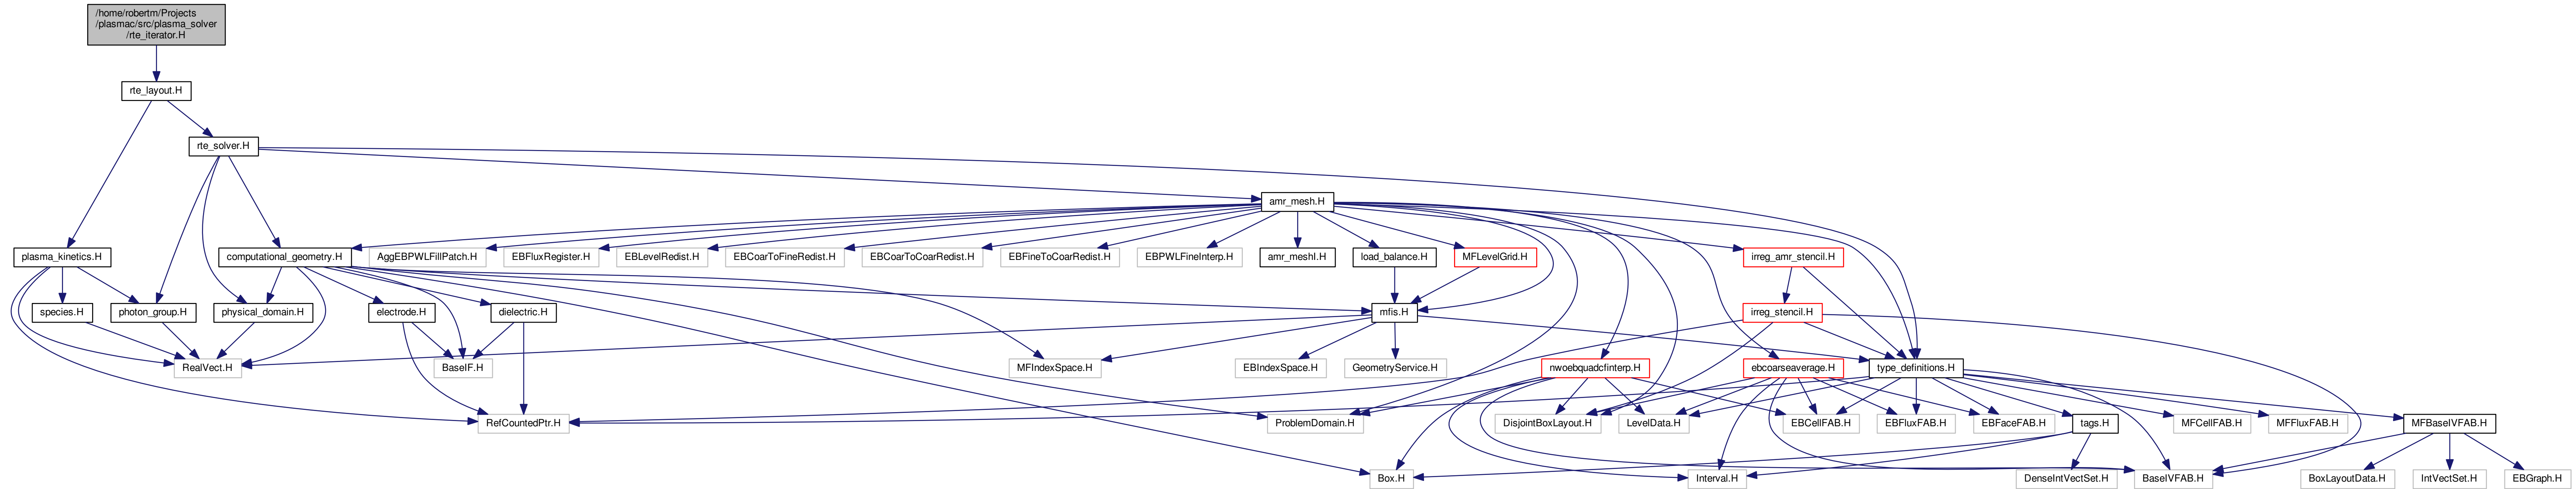 /home/robertm/Projects
/plasmac/src/plasma_solver
/rte_iterator.H
rte_layout.H
rte_solver.H
amr_mesh.H
plasma_kinetics.H
computational_geometry.H
AggEBPWLFillPatch.H
EBFluxRegister.H
EBLevelRedist.H
EBCoarToFineRedist.H
EBCoarToCoarRedist.H
EBFineToCoarRedist.H
EBPWLFineInterp.H
amr_meshI.H
load_balance.H
MFLevelGrid.H
irreg_amr_stencil.H
species.H
photon_group.H
physical_domain.H
electrode.H
dielectric.H
mfis.H
irreg_stencil.H
RealVect.H
BaseIF.H
MFIndexSpace.H
EBIndexSpace.H
GeometryService.H
nwoebquadcfinterp.H
ebcoarseaverage.H
type_definitions.H
RefCountedPtr.H
ProblemDomain.H
DisjointBoxLayout.H
LevelData.H
EBCellFAB.H
EBFluxFAB.H
EBFaceFAB.H
tags.H
MFCellFAB.H
MFFluxFAB.H
MFBaseIVFAB.H
Box.H
Interval.H
DenseIntVectSet.H
BaseIVFAB.H
BoxLayoutData.H
IntVectSet.H
EBGraph.H